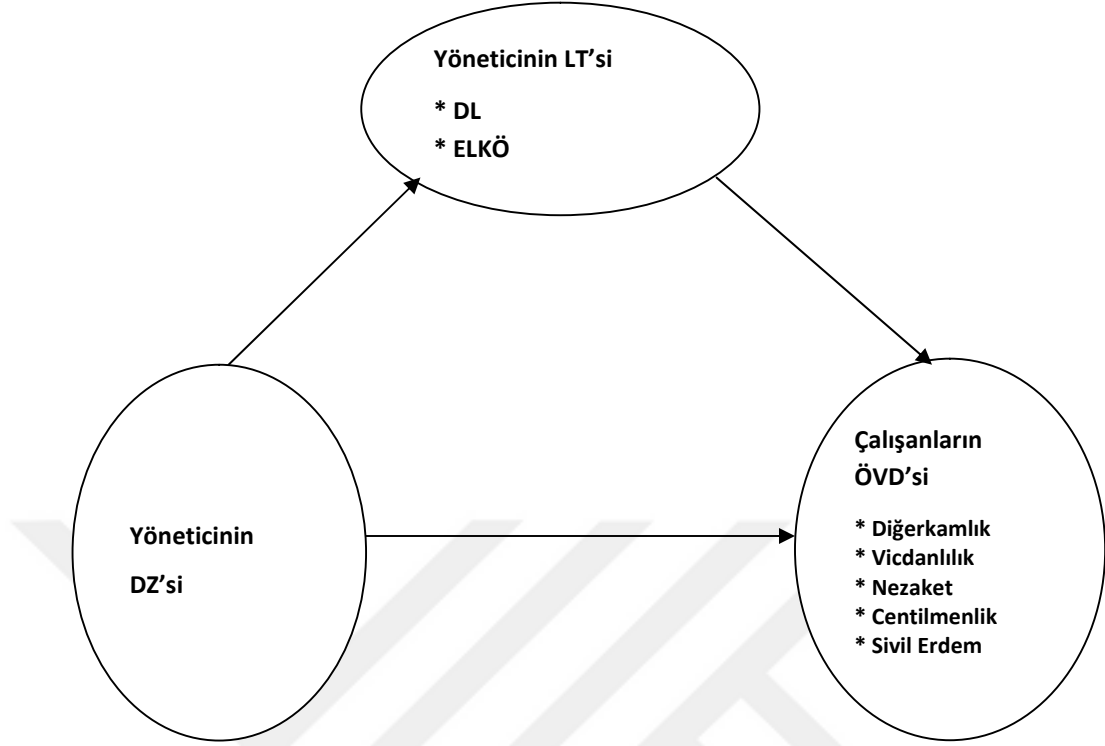 Yöneticinin LT’si
* DL
* ELKÖ
Yöneticinin
DZ’si
Çalışanların
ÖVD’si
* Diğerkamlık
* Vicdanlılık
* Nezaket
* Centilmenlik
* Sivil Erdem